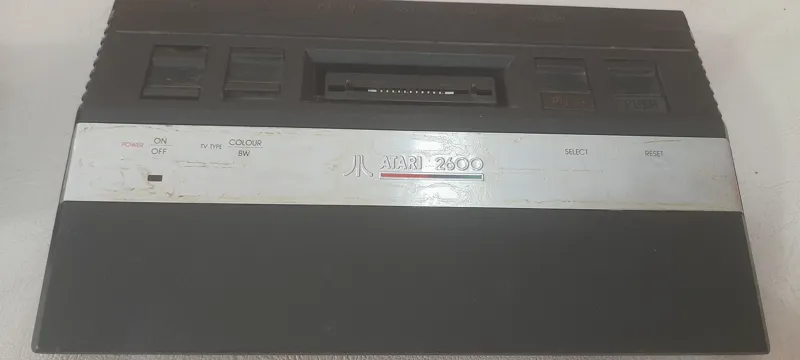 POWER ON OFF
TV TYPE COLOUR BW
ATARI 2600
SELECT
RESET